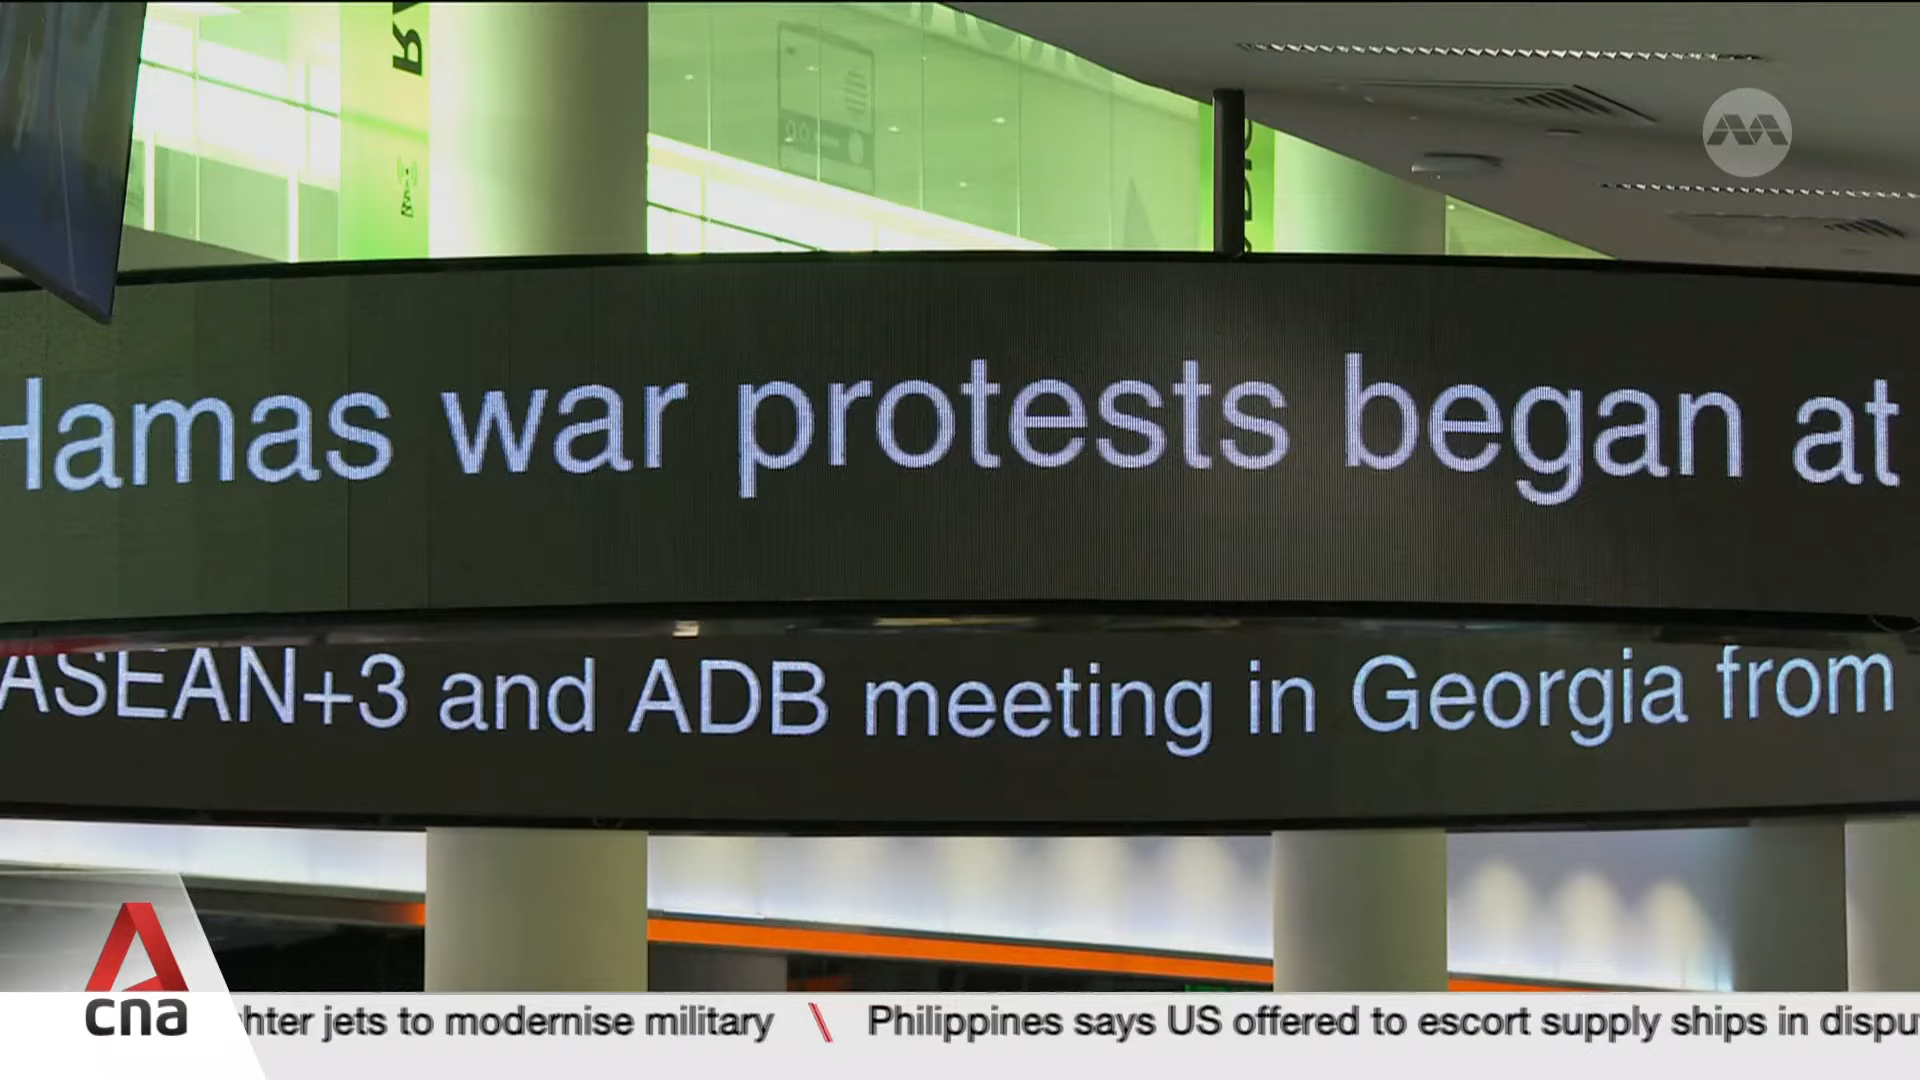 Hamas war protests began at
ASEAN+3 and ADB meeting in Georgia from
cna
hter jets to modernise military \ Philippines says US offered to escort supply ships in dispu